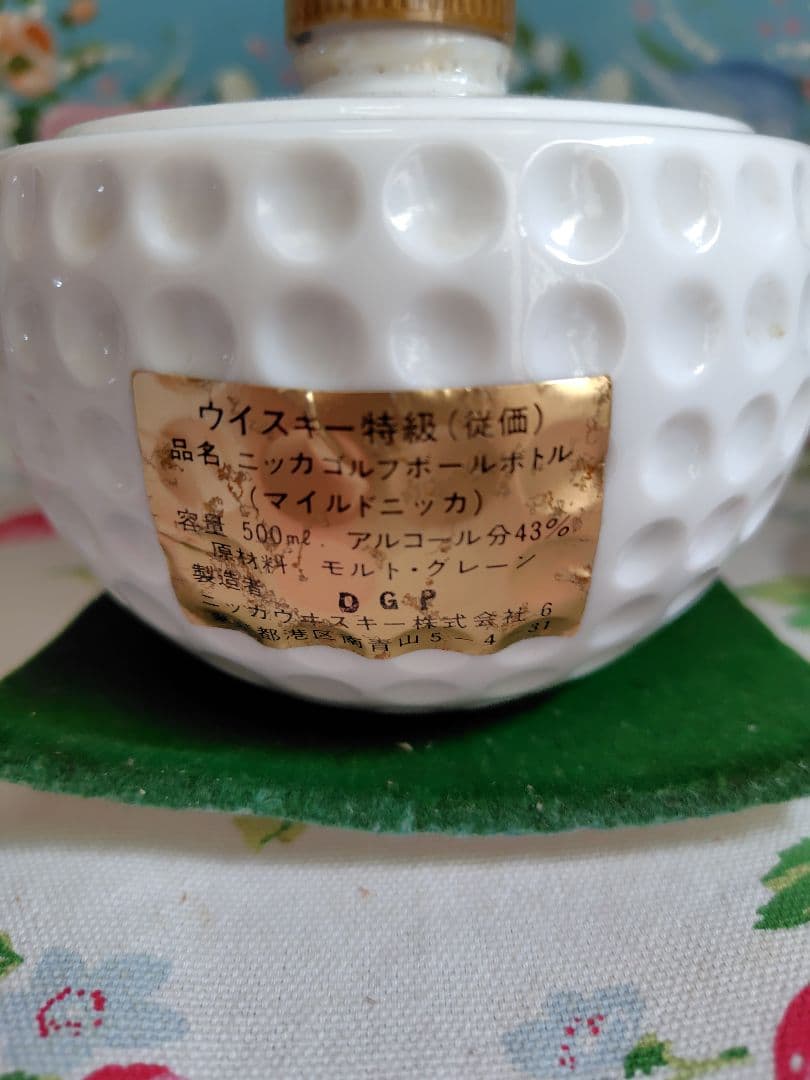 ウイスキー特級(従価)
品名 ニッカゴルフボールボトル
(マイルドニッカ)
容量 500ml. アルコール分43%
原材料 モルト・グレーン
製造者 DGP
ニッカウヰスキー株式会社 6
東京都港区南青山5-4-31